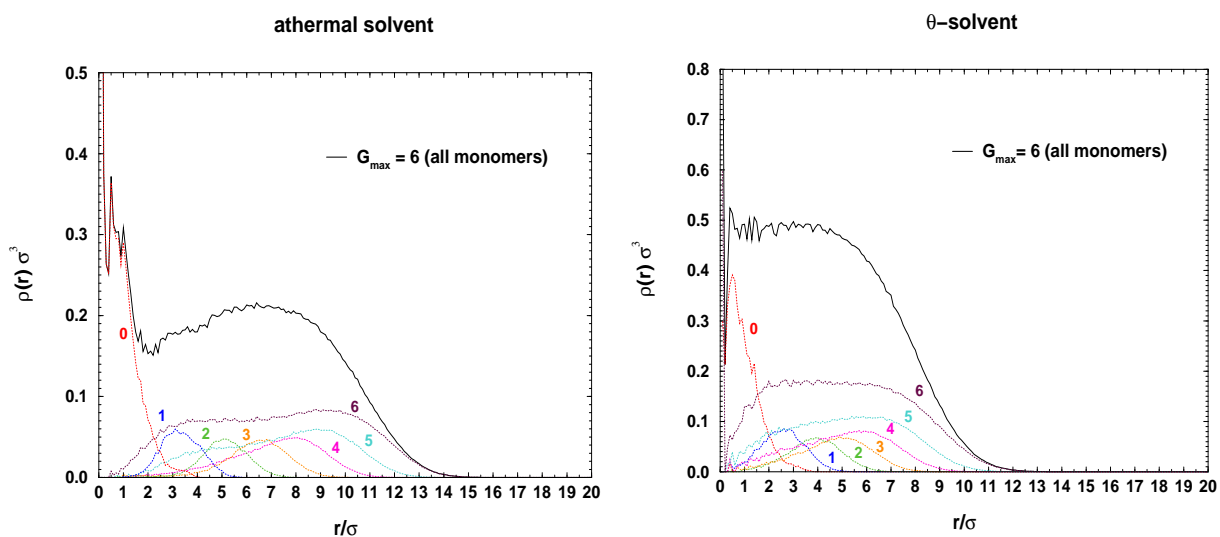 athermal solvent
ρ(r) σ³
0.5
0.4
0.3
0.2
0.1
0.0
G_max = 6 (all monomers)
0
1
2
3
4
5
6
0 1 2 3 4 5 6 7 8 9 10 11 12 13 14 15 16 17 18 19 20
r/σ
θ−solvent
ρ(r) σ³
0.8
0.7
0.6
0.5
0.4
0.3
0.2
0.1
0.0
G_max = 6 (all monomers)
0
6
5
4
3
2
1
0 1 2 3 4 5 6 7 8 9 10 11 12 13 14 15 16 17 18 19 20
r/σ